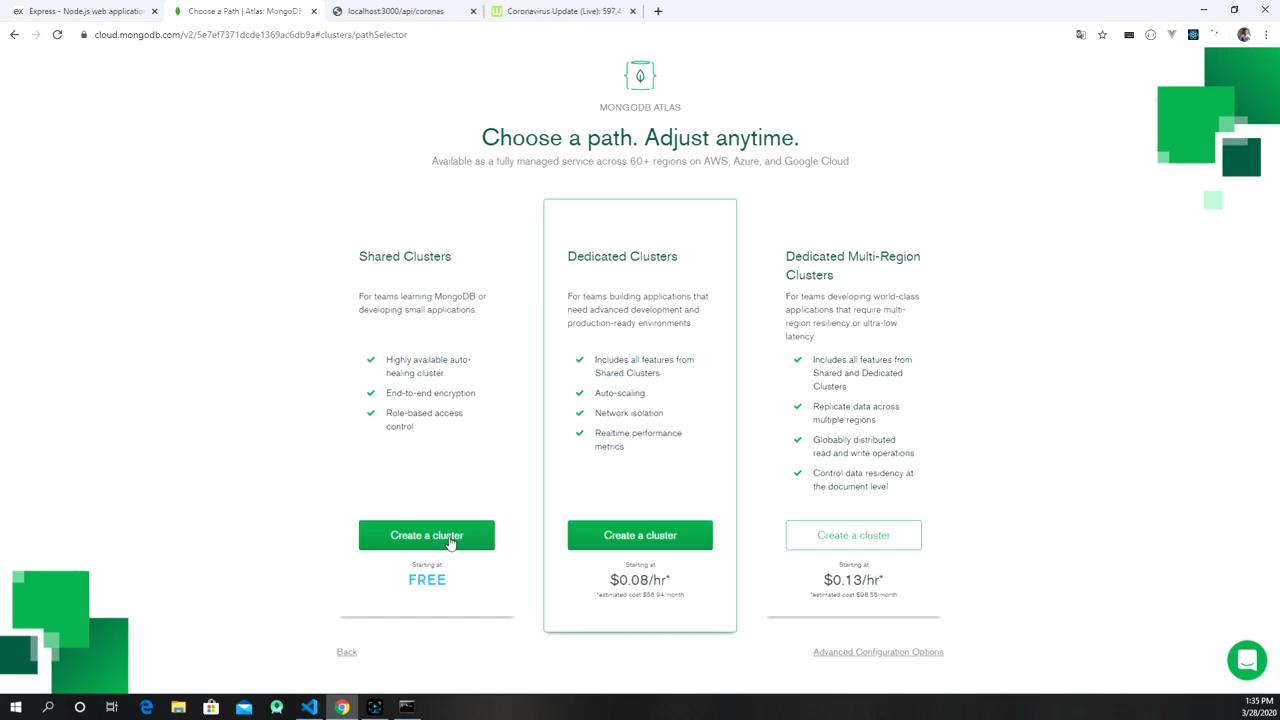 Express - Node.js web application
Choose a Path | Atlas: MongoDB
localhost:3000/api/coronas
Coronavirus Update (Live): 597,4
cloud.mongodb.com/v2/5e7ef7371dcde1369ac6db9a#clusters/pathSelector
MONGODB ATLAS
Choose a path. Adjust anytime.
Available as a fully managed service across 60+ regions on AWS, Azure, and Google Cloud
Shared Clusters
For teams learning MongoDB or
developing small applications.
Highly available auto-
healing cluster
End-to-end encryption
Role-based access
control
Create a cluster
Starting at
FREE
Dedicated Clusters
For teams building applications that
need advanced development and
production-ready environments.
Includes all features from
Shared Clusters
Auto-scaling
Network isolation
Realtime performance
metrics
Create a cluster
Starting at
$0.08/hr*
*estimated cost $56.94/month
Dedicated Multi-Region
Clusters
For teams developing world-class
applications that require multi-
region resiliency or ultra-low
latency.
Includes all features from
Shared and Dedicated
Clusters
Replicate data across
multiple regions
Globablly distributed
read and write operations
Control data residency at
the document level
Create a cluster
Starting at
$0.13/hr*
*estimated cost $98.55/month
Back
Advanced Configuration Options
1:35 PM
3/28/2020